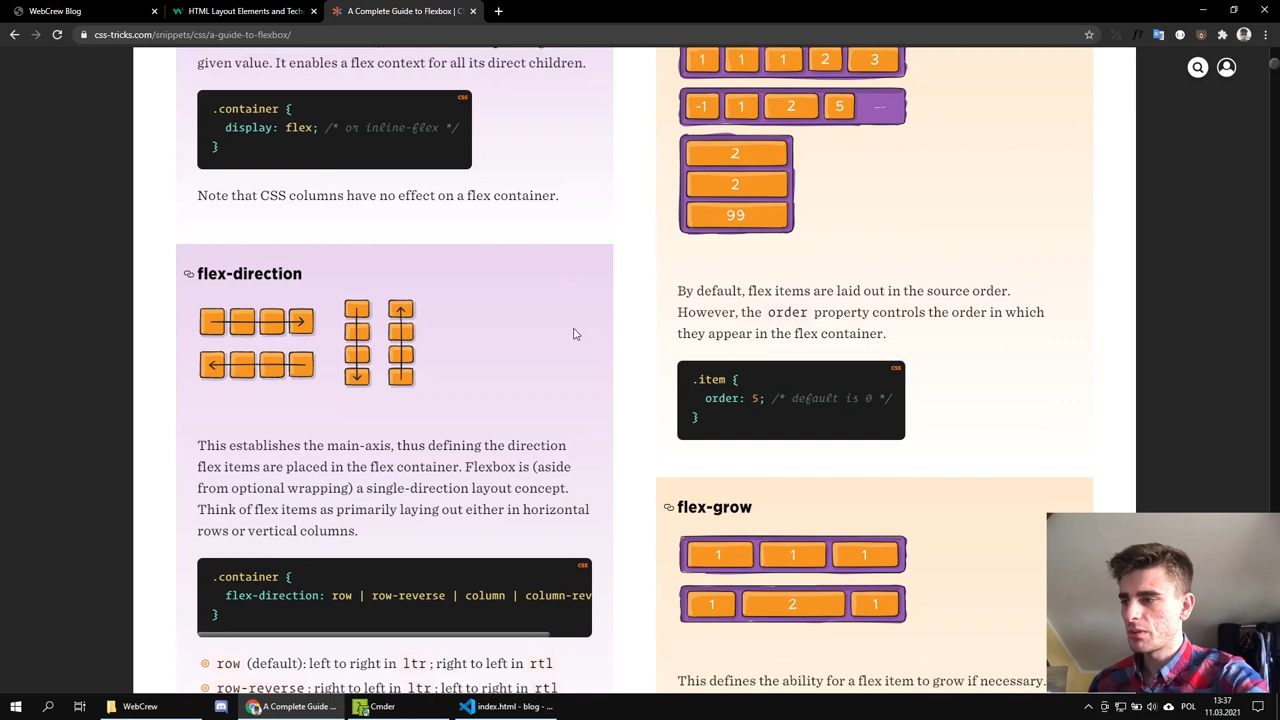 WebCrew Blog
HTML Layout Elements and Tech
A Complete Guide to Flexbox | C
css-tricks.com/snippets/css/a-guide-to-flexbox/
given value. It enables a flex context for all its direct children.
css
.container {
display: flex; /* or inline-flex */
}
Note that CSS columns have no effect on a flex container.
flex-direction
This establishes the main-axis, thus defining the direction
flex items are placed in the flex container. Flexbox is (aside
from optional wrapping) a single-direction layout concept.
Think of flex items as primarily laying out either in horizontal
rows or vertical columns.
css
.container {
flex-direction: row | row-reverse | column | column-rev
}
row (default): left to right in ltr; right to left in rtl
row-reverse: right to left in ltr; left to right in rtl
1 1 1 2 3
-1 1 2 5
2
2
99
By default, flex items are laid out in the source order.
However, the order property controls the order in which
they appear in the flex container.
css
.item {
order: 5; /* default is 0 */
}
flex-grow
1 1 1
1 2 1
This defines the ability for a flex item to grow if necessary.
WebCrew
A Complete Guide ...
Cmder
index.html - blog - ...
POL
13:37
11.03.2021